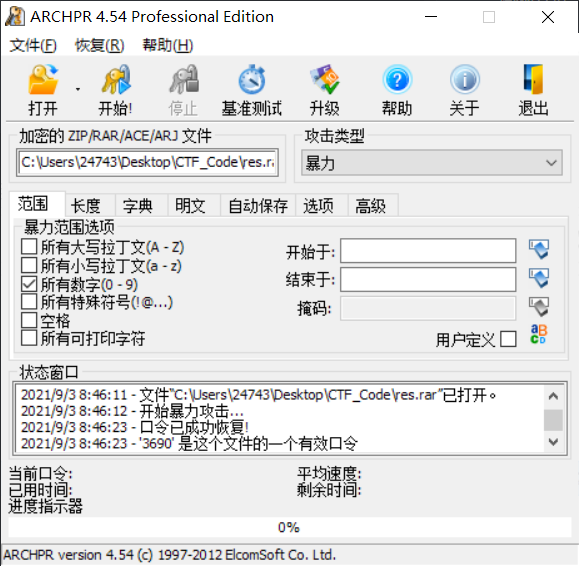 ARCHPR 4.54 Professional Edition
文件(F) 恢复(R) 帮助(H)
打开 开始! 停止 基准测试 升级 帮助 关于 退出
加密的 ZIP/RAR/ACE/ARJ 文件 攻击类型
C:\Users\24743\Desktop\CTF_Code\res.ra 暴力
范围 长度 字典 明文 自动保存 选项 高级
暴力范围选项
所有大写拉丁文(A - Z)
所有小写拉丁文(a - z)
所有数字(0 - 9)
所有特殊符号(!@...)
空格
所有可打印字符
开始于:
结束于:
掩码:
用户定义
aB
CD
状态窗口
2021/9/3 8:46:11 - 文件“C:\Users\24743\Desktop\CTF_Code\res.rar”已打开。
2021/9/3 8:46:12 - 开始暴力攻击...
2021/9/3 8:46:23 - 口令已成功恢复!
2021/9/3 8:46:23 - '3690' 是这个文件的一个有效口令
当前口令: 平均速度:
已用时间: 剩余时间:
进度指示器
0%
ARCHPR version 4.54 (c) 1997-2012 ElcomSoft Co. Ltd.